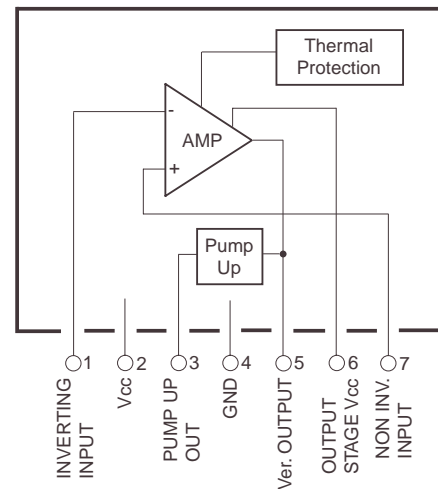 Thermal
Protection
-
AMP
+
Pump
Up
1
2
3
4
5
6
7
INVERTING
INPUT
Vcc
PUMP UP
OUT
GND
Ver. OUTPUT
OUTPUT
STAGE Vcc
NON INV.
INPUT